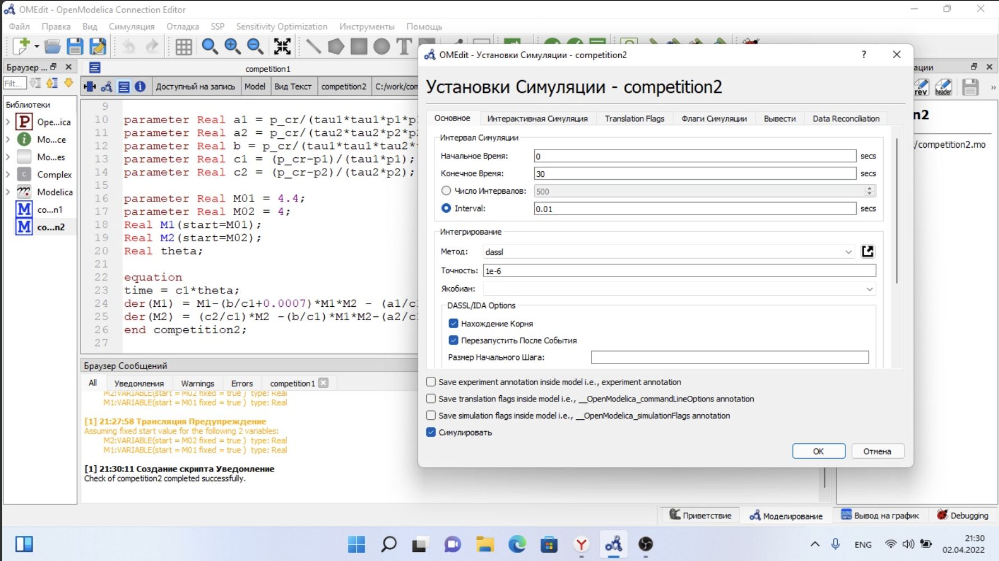 OMEdit - OpenModelica Connection Editor
Файл Правка Вид Симуляция Отладка SSP Sensitivity Optimization Инструменты Помощь
Браузер ...
competition1
Filt...
Доступный на запись Model Вид Текст competition2 C:/work/com
Библиотеки
P Ope...ica
i Mo...ce
Mo...es
C Complex
Modelica
M co...n1
M co...n2
9
10 parameter Real a1 = p_cr/(tau1*tau1*p1*p
11 parameter Real a2 = p_cr/(tau2*tau2*p2*p2
12 parameter Real b = p_cr/(tau1*tau1*tau2*
13 parameter Real c1 = (p_cr-p1)/(tau1*p1);
14 parameter Real c2 = (p_cr-p2)/(tau2*p2);
15
16 parameter Real M01 = 4.4;
17 parameter Real M02 = 4;
18 Real M1(start=M01);
19 Real M2(start=M02);
20 Real theta;
21
22 equation
23 time = c1*theta;
24 der(M1) = M1-(b/c1+0.0007)*M1*M2 - (a1/c
25 der(M2) = (c2/c1)*M2 -(b/c1)*M1*M2-(a2/c
26 end competition2;
27
Браузер Сообщений
All Уведомления Warnings Errors competition1
M2:VARIABLE(start = M02 fixed = true ) type: Real
M1:VARIABLE(start = M01 fixed = true ) type: Real
[1] 21:27:58 Трансляция Предупреждение
Assuming fixed start value for the following 2 variables:
M2:VARIABLE(start = M02 fixed = true ) type: Real
M1:VARIABLE(start = M01 fixed = true ) type: Real
[1] 21:30:11 Создание скрипта Уведомление
Check of competition2 completed successfully.
OMEdit - Установки Симуляции - competition2
?
Установки Симуляции - competition2
Основное Интерактивная Симуляция Translation Flags Флаги Симуляции Вывести Data Reconciliation
Интервал Симуляции
Начальное Время: 0 secs
Конечное Время: 30 secs
Число Интервалов: 500
Interval: 0.01 secs
Интегрирование
Метод: dassl
Точность: 1e-6
Якобиан:
DASSL/IDA Options
Нахождение Корня
Перезапустить После События
Размер Начального Шага:
Save experiment annotation inside model i.e., experiment annotation
Save translation flags inside model i.e., __OpenModelica_commandLineOptions annotation
Save simulation flags inside model i.e., __OpenModelica_simulationFlags annotation
Симулировать
OK Отмена
ации
rev header »
n2
/competition2.mo
Приветствие Моделирование Вывод на график Debugging
ENG
21:30
02.04.2022